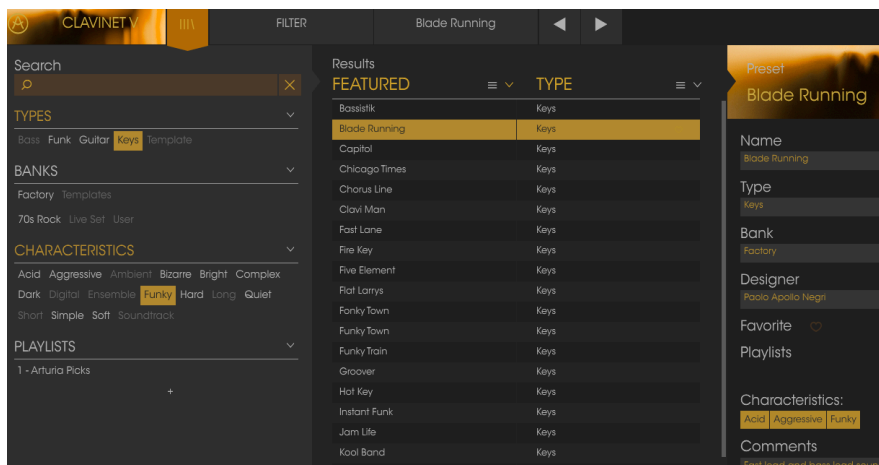 CLAVINET V
FILTER
Blade Running
Search
TYPES
Bass Funk Guitar Keys Template
BANKS
Factory Templates
70s Rock Live Set User
CHARACTERISTICS
Acid Aggressive Ambient Bizarre Bright Complex
Dark Digital Ensemble Funky Hard Long Quiet
Short Simple Soft Soundtrack
PLAYLISTS
1 - Arturia Picks
+
Results
FEATURED TYPE
Bassistik Keys
Blade Running Keys
Capitol Keys
Chicago Times Keys
Chorus Line Keys
Clavi Man Keys
Fast Lane Keys
Fire Key Keys
Five Element Keys
Flat Larrys Keys
Fonky Town Keys
Funky Town Keys
Funky Train Keys
Groover Keys
Hot Key Keys
Instant Funk Keys
Jam Life Keys
Kool Band Keys
Preset
Blade Running
Name
Blade Running
Type
Keys
Bank
Factory
Designer
Paolo Apollo Negri
Favorite
Playlists
Characteristics:
Acid Aggressive Funky
Comments